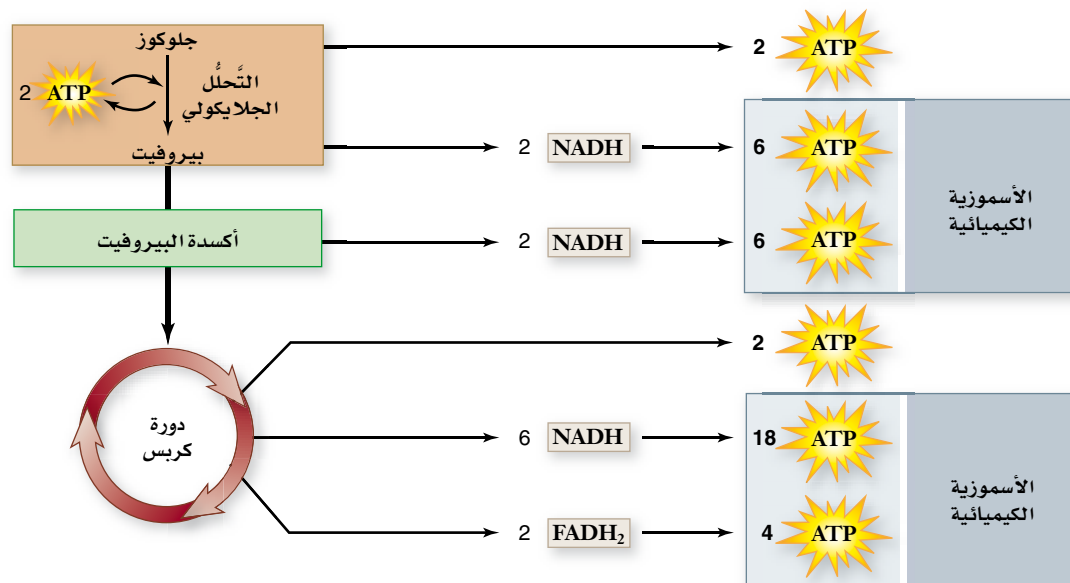 جلوكوز
2 ATP
التَّحلُّل
الجلايكولي
بيروفيت
2 ATP
2 NADH
6 ATP
أكسدة البيروفيت
2 NADH
6 ATP
الأسموزية
الكيميائية
دورة
كربس
2 ATP
6 NADH
18 ATP
2 FADH₂
4 ATP
الأسموزية
الكيميائية